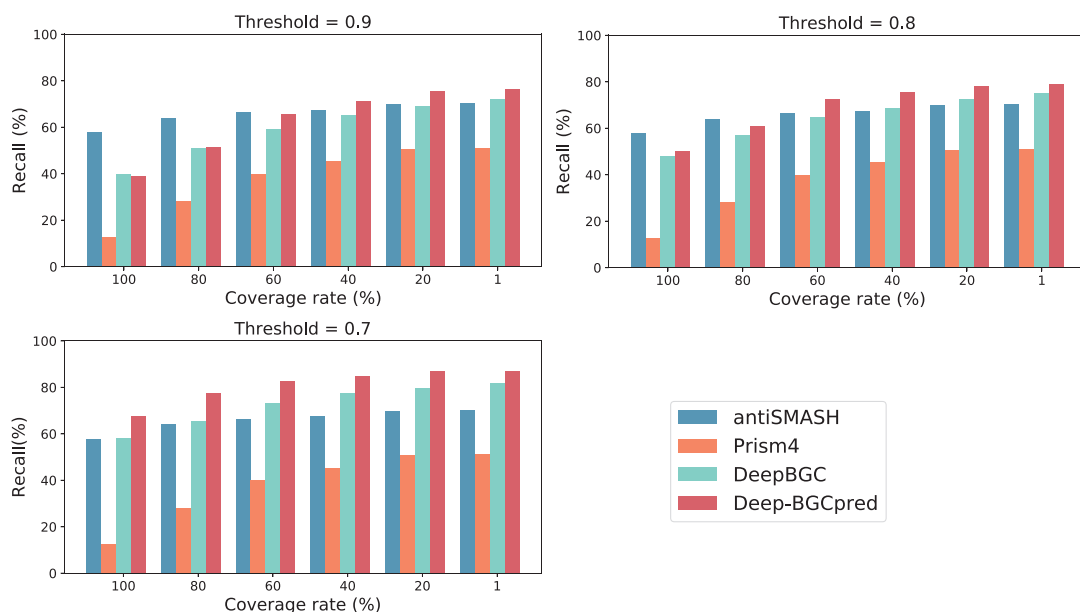 Threshold = 0.9
100
80
60
40
20
0
Recall (%)
100 80 60 40 20 1
Coverage rate (%)
Threshold = 0.8
100
80
60
40
20
0
Recall (%)
100 80 60 40 20 1
Coverage rate (%)
Threshold = 0.7
100
80
60
40
20
0
Recall(%)
100 80 60 40 20 1
Coverage rate (%)
antiSMASH
Prism4
DeepBGC
Deep-BGCpred